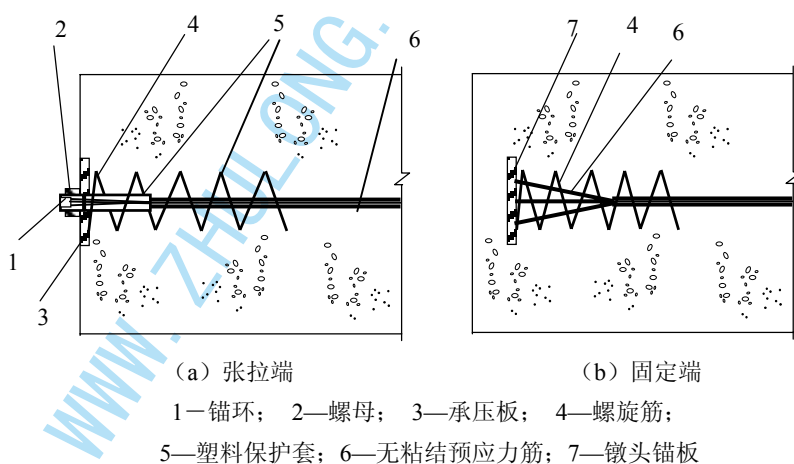 2 4 5 6 7 4 6
1
3
WWW. ZHULONG.
（a）张拉端 （b）固定端
1－锚环； 2—螺母； 3—承压板； 4—螺旋筋；
5—塑料保护套；6—无粘结预应力筋；7—镦头锚板